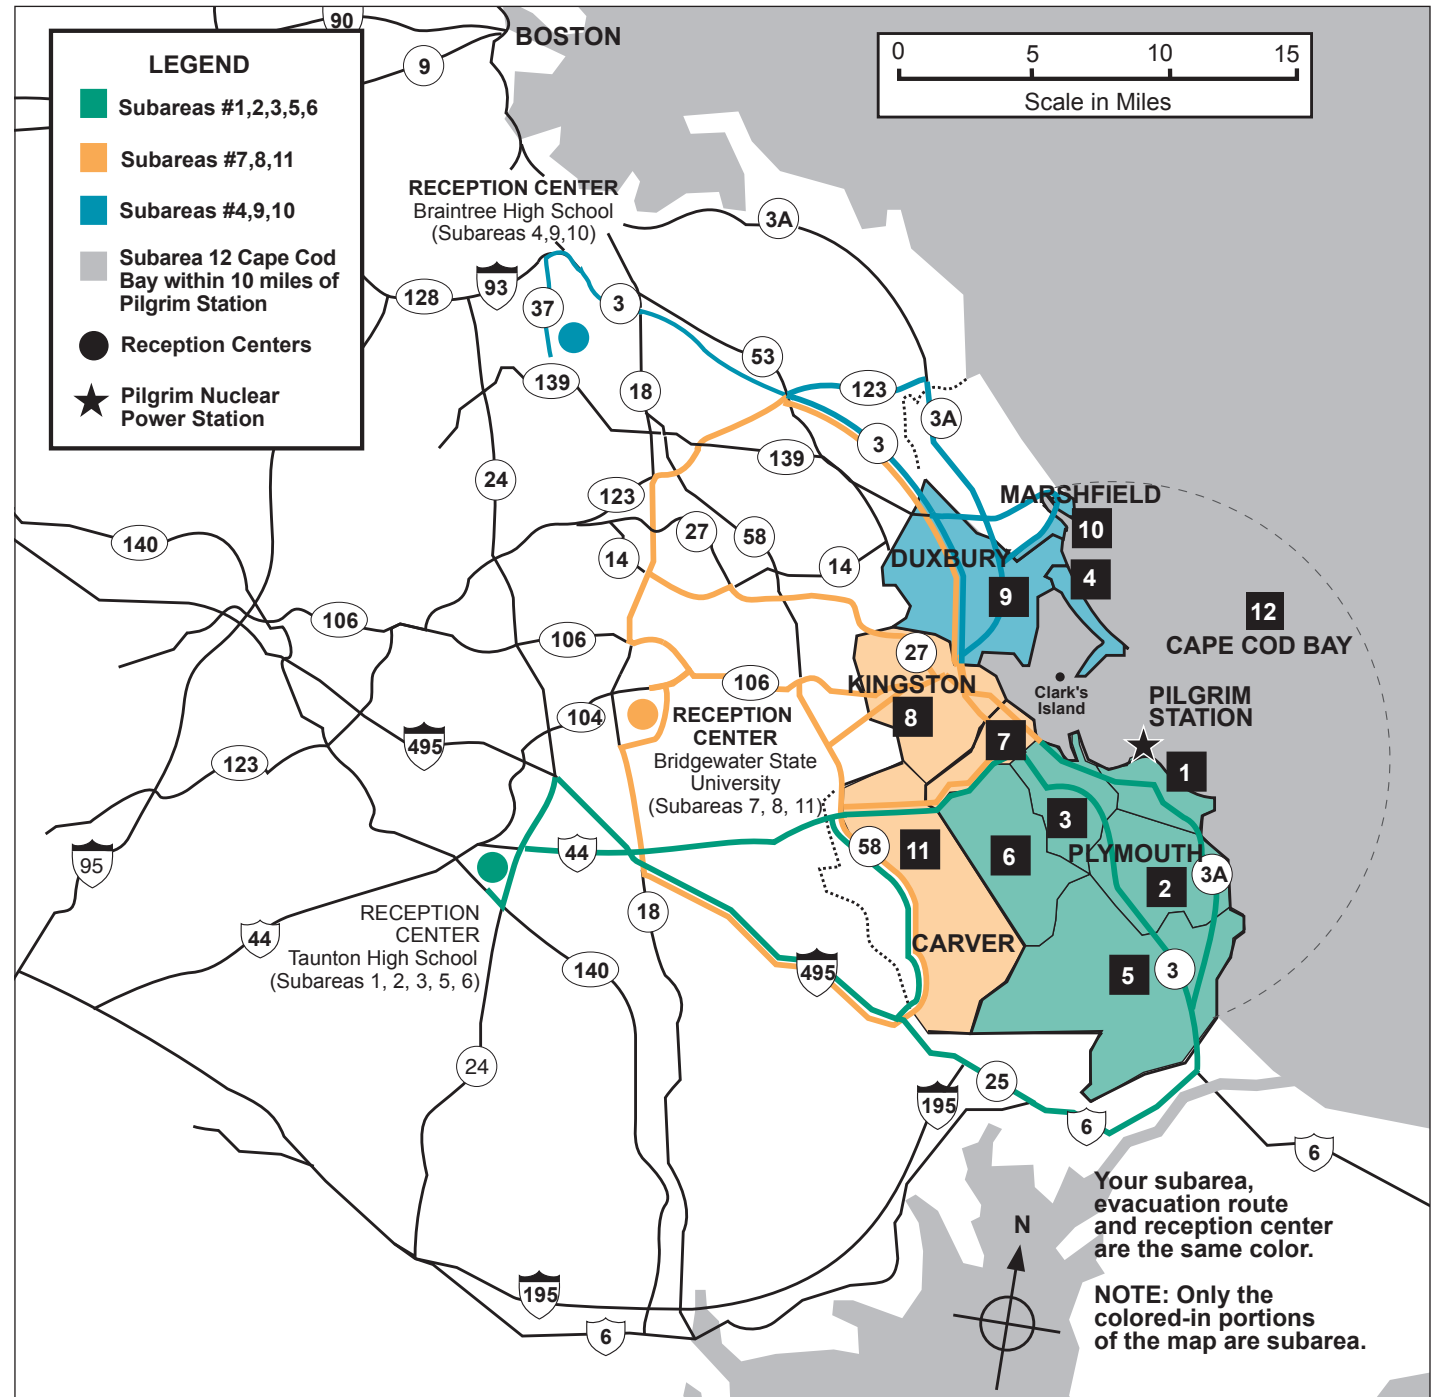 90
BOSTON
9
LEGEND
Subareas #1,2,3,5,6
Subareas #7,8,11
Subareas #4,9,10
Subarea 12 Cape Cod
Bay within 10 miles of
Pilgrim Station
Reception Centers
Pilgrim Nuclear
Power Station
0 5 10 15
Scale in Miles
RECEPTION CENTER
Braintree High School
(Subareas 4,9,10)
3A
128
93
37
3
53
139
18
123
3A
3
139
24
123
MARSHFIELD
10
27
58
140
14
14
DUXBURY
4
9
12
106
106
CAPE COD BAY
27
KINGSTON
106
Clark's
Island
PILGRIM
STATION
104
RECEPTION
CENTER
Bridgewater State
University
(Subareas 7, 8, 11)
8
7
495
123
1
3
58
11
6
PLYMOUTH
44
95
3A
2
18
RECEPTION
CENTER
Taunton High School
(Subareas 1, 2, 3, 5, 6)
44
CARVER
140
495
5
3
24
25
195
6
6
Your subarea,
evacuation route
and reception center
are the same color.
N
NOTE: Only the
colored-in portions
of the map are subarea.
195
6